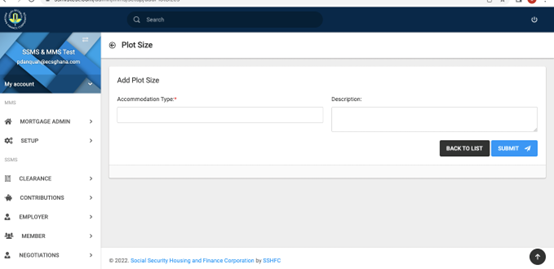 Search
SSMS & MMS Test
pdanquah@ecsghana.com
My account
MMS
MORTGAGE ADMIN
SETUP
SSMS
CLEARANCE
CONTRIBUTIONS
EMPLOYER
MEMBER
NEGOTIATIONS
Plot Size
Add Plot Size
Accommodation Type:*
Description:
BACK TO LIST
SUBMIT
© 2022. Social Security Housing and Finance Corporation by SSHFC